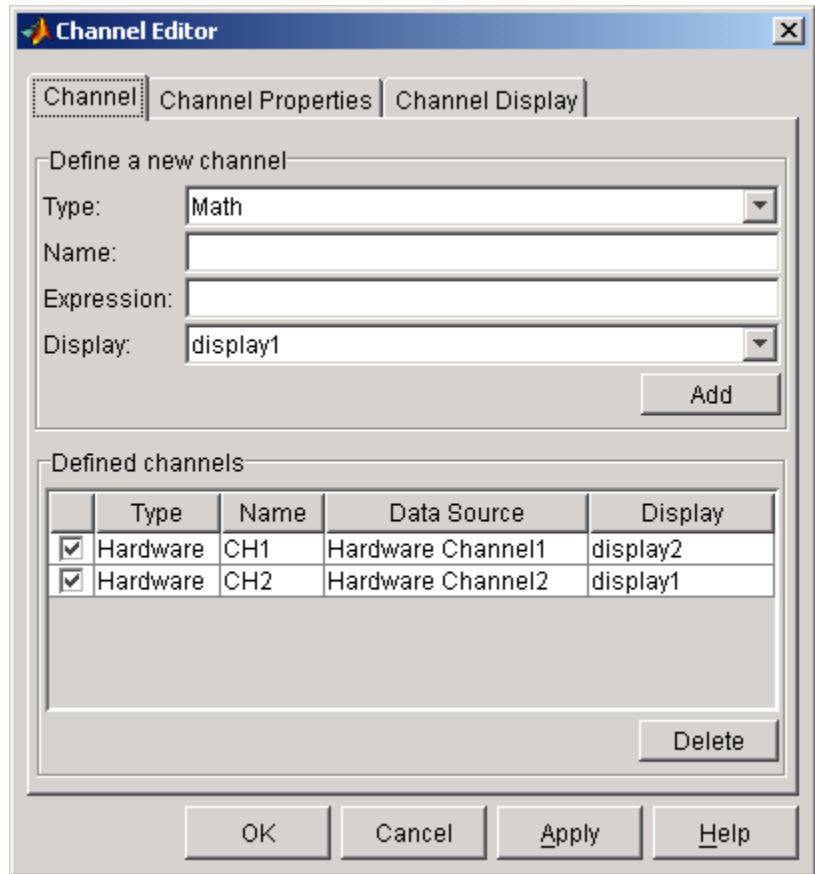 Channel Editor
Channel Channel Properties Channel Display
Define a new channel
Type: Math
Name:
Expression:
Display: display1
Add
Defined channels
Type Name Data Source Display
Hardware CH1 Hardware Channel1 display2
Hardware CH2 Hardware Channel2 display1
Delete
OK Cancel Apply Help